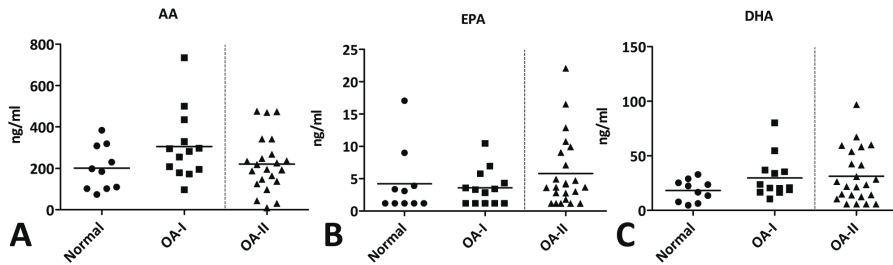 AA
800
600
400
200
0
ng/ml
Normal
OA-I
OA-II
A
EPA
25
20
15
10
5
0
ng/ml
Normal
OA-I
OA-II
B
DHA
150
100
50
0
ng/ml
Normal
OA-I
OA-II
C